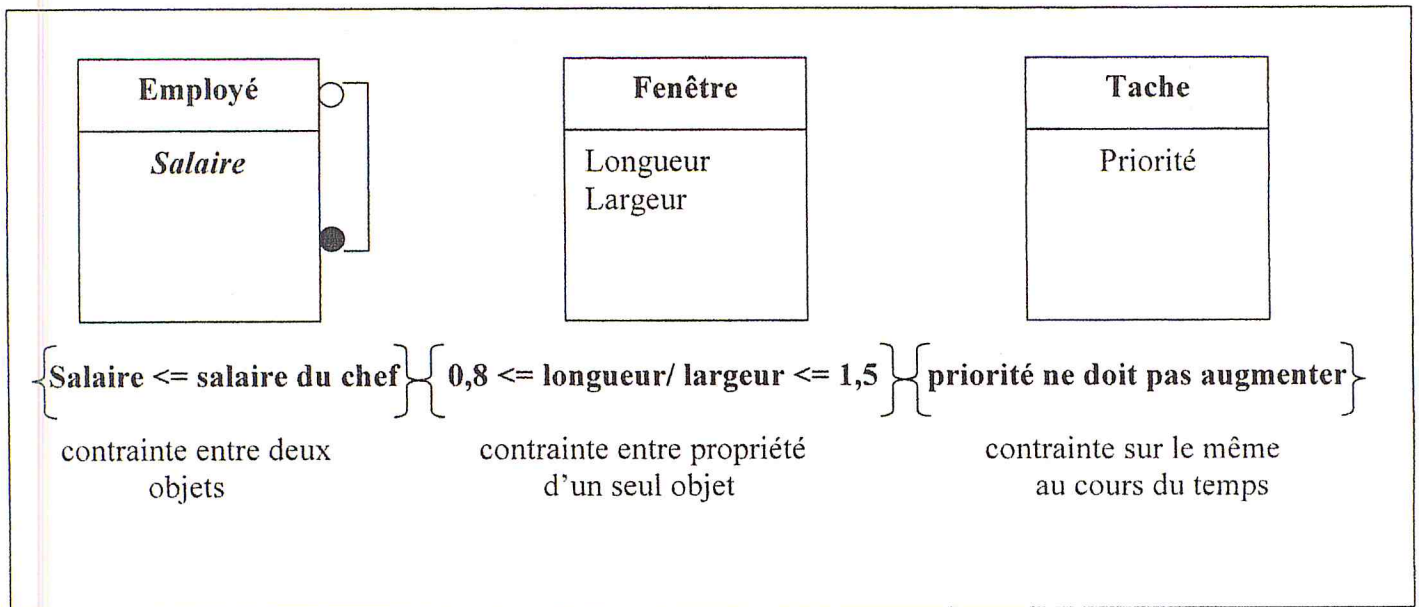 Employé
Salaire
Fenêtre
Longueur
Largeur
Tache
Priorité
{Salaire <= salaire du chef}
{0,8 <= longueur/ largeur <= 1,5}
{priorité ne doit pas augmenter}
contrainte entre deux
objets
contrainte entre propriété
d'un seul objet
contrainte sur le même
au cours du temps